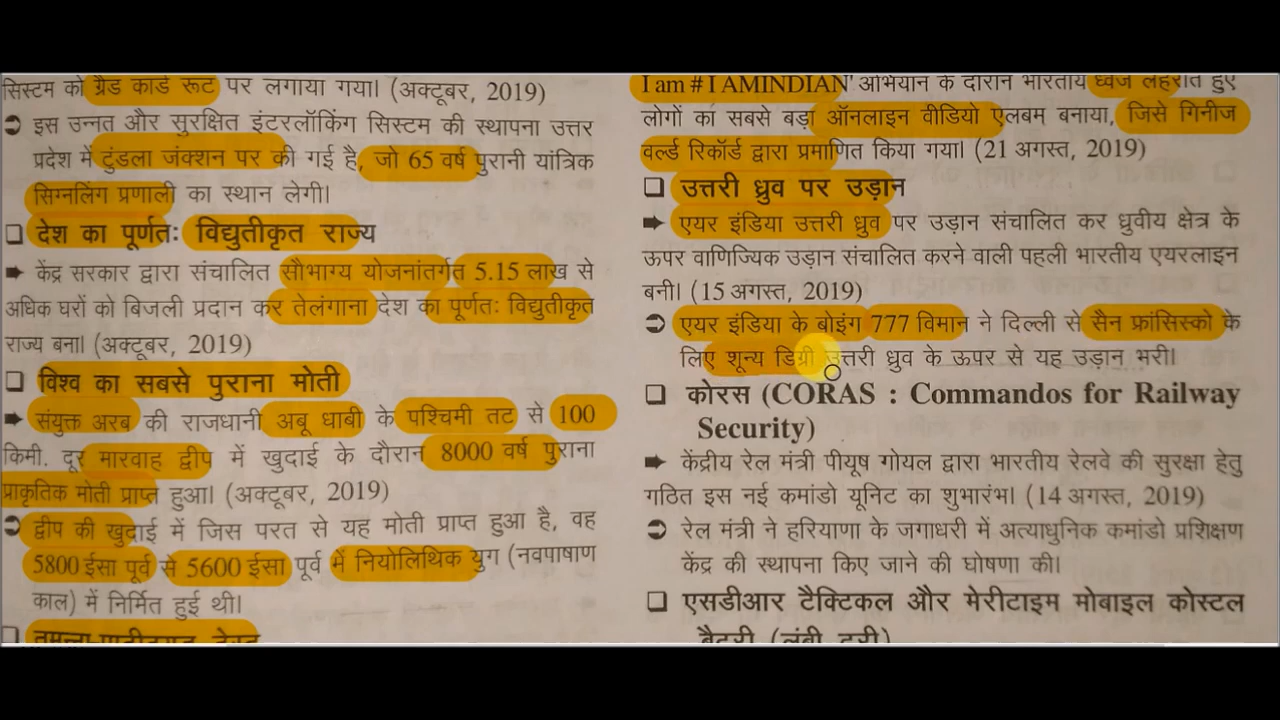 सिस्टम को ग्रैंड कार्ड रूट पर लगाया गया। (अक्टूबर, 2019)
➲ इस उन्नत और सुरक्षित इंटरलॉकिंग सिस्टम की स्थापना उत्तर
प्रदेश में टुंडला जंक्शन पर की गई है, जो 65 वर्ष पुरानी यांत्रिक
सिग्नलिंग प्रणाली का स्थान लेगी।
❑ देश का पूर्णतः विद्युतीकृत राज्य
➡ केंद्र सरकार द्वारा संचालित सौभाग्य योजनांतर्गत 5.15 लाख से
अधिक घरों को बिजली प्रदान कर तेलंगाना देश का पूर्णतः विद्युतीकृत
राज्य बना। (अक्टूबर, 2019)
❑ विश्व का सबसे पुराना मोती
➡ संयुक्त अरब की राजधानी अबू धाबी के पश्चिमी तट से 100
किमी. दूर मारवाह द्वीप में खुदाई के दौरान 8000 वर्ष पुराना
प्राकृतिक मोती प्राप्त हुआ। (अक्टूबर, 2019)
➲ द्वीप की खुदाई में जिस परत से यह मोती प्राप्त हुआ है, वह
5800 ईसा पूर्व से 5600 ईसा पूर्व में नियोलिथिक युग (नवपाषाण
काल) में निर्मित हुई थी।
I am # I AMINDIAN' अभियान के दौरान भारतीय ध्वज लहराते हुए
लोगों का सबसे बड़ा ऑनलाइन वीडियो एलबम बनाया, जिसे गिनीज
वर्ल्ड रिकॉर्ड द्वारा प्रमाणित किया गया। (21 अगस्त, 2019)
❑ उत्तरी ध्रुव पर उड़ान
➡ एयर इंडिया उत्तरी ध्रुव पर उड़ान संचालित कर ध्रुवीय क्षेत्र के
ऊपर वाणिज्यिक उड़ान संचालित करने वाली पहली भारतीय एयरलाइन
बनी। (15 अगस्त, 2019)
➲ एयर इंडिया के बोइंग 777 विमान ने दिल्ली से सैन फ्रांसिस्को के
लिए शून्य डिग्री उत्तरी ध्रुव के ऊपर से यह उड़ान भरी।
❑ कोरस (CORAS : Commandos for Railway
Security)
➡ केंद्रीय रेल मंत्री पीयूष गोयल द्वारा भारतीय रेलवे की सुरक्षा हेतु
गठित इस नई कमांडो यूनिट का शुभारंभ। (14 अगस्त, 2019)
➲ रेल मंत्री ने हरियाणा के जगाधरी में अत्याधुनिक कमांडो प्रशिक्षण
केंद्र की स्थापना किए जाने की घोषणा की।
❑ एसडीआर टैक्टिकल और मेरीटाइम मोबाइल कोस्टल
बैटरी (लंबी दूरी)